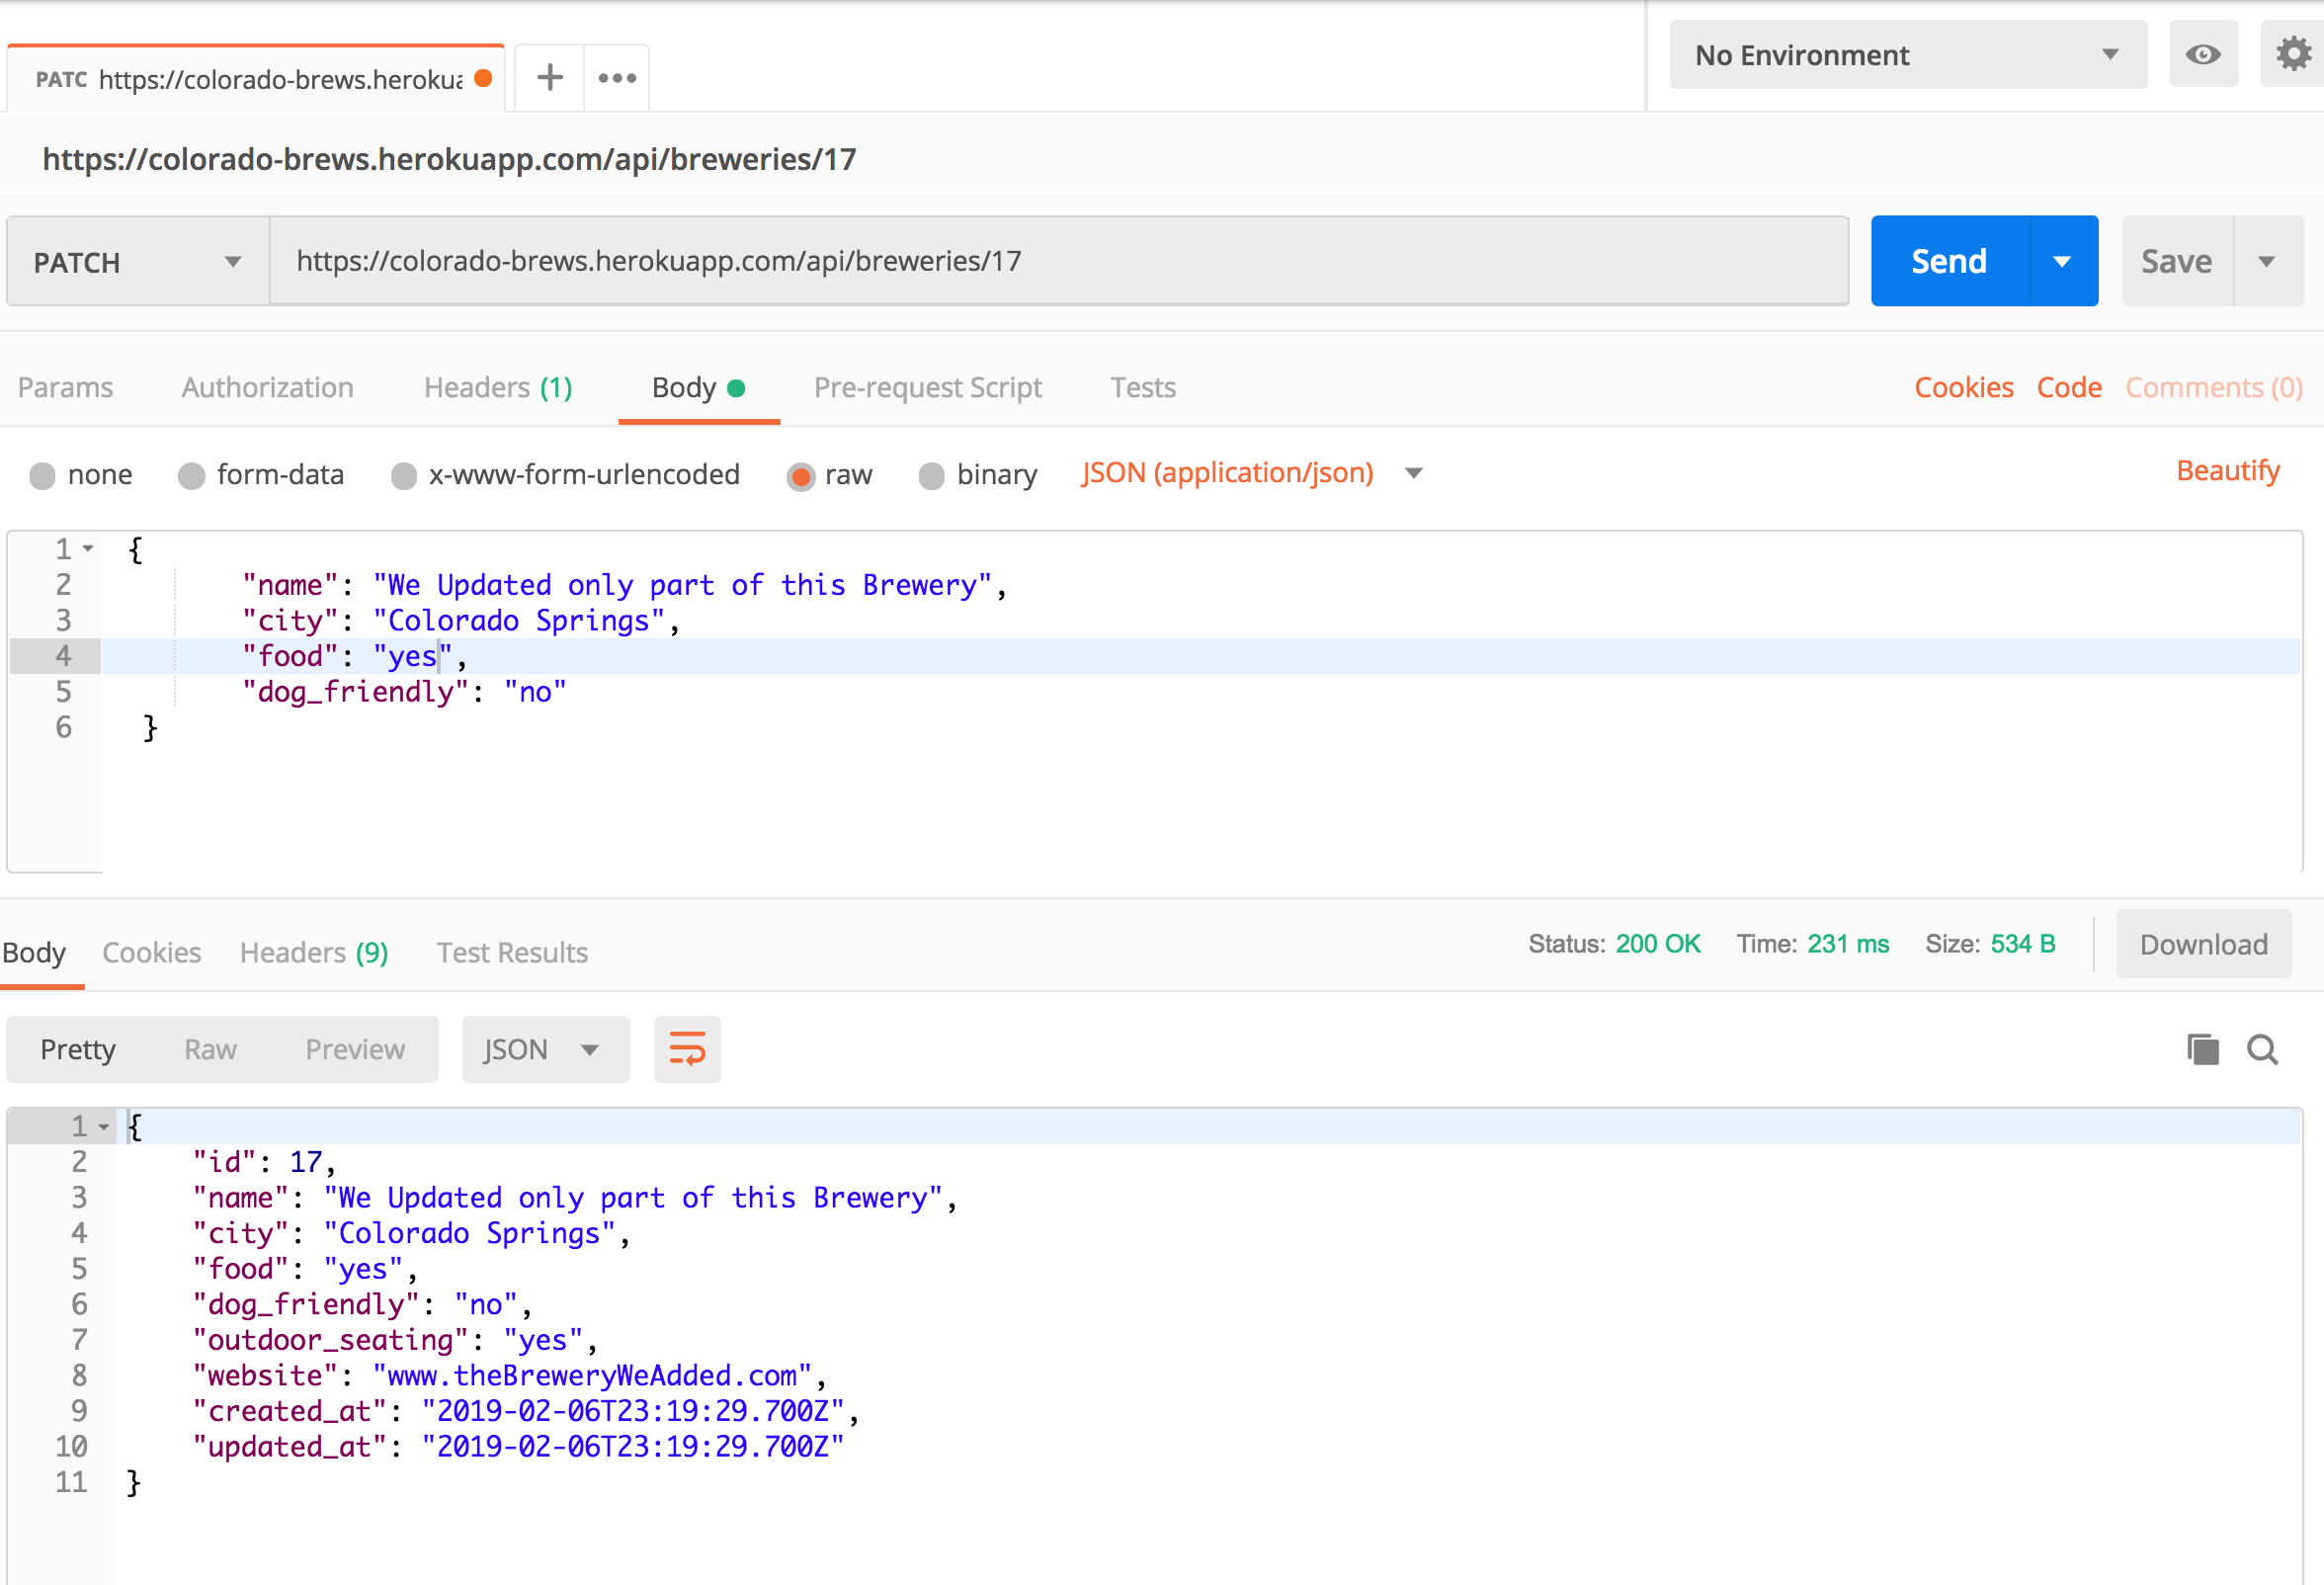 PATC https://colorado-brews.herokua
No Environment
https://colorado-brews.herokuapp.com/api/breweries/17
PATCH https://colorado-brews.herokuapp.com/api/breweries/17 Send Save
Params Authorization Headers (1) Body Pre-request Script Tests Cookies Code Comments (0)
none form-data x-www-form-urlencoded raw binary JSON (application/json) Beautify
1 {
2 "name": "We Updated only part of this Brewery",
3 "city": "Colorado Springs",
4 "food": "yes",
5 "dog_friendly": "no"
6 }
Body Cookies Headers (9) Test Results Status: 200 OK Time: 231 ms Size: 534 B Download
Pretty Raw Preview JSON
1 {
2 "id": 17,
3 "name": "We Updated only part of this Brewery",
4 "city": "Colorado Springs",
5 "food": "yes",
6 "dog_friendly": "no",
7 "outdoor_seating": "yes",
8 "website": "www.theBreweryWeAdded.com",
9 "created_at": "2019-02-06T23:19:29.700Z",
10 "updated_at": "2019-02-06T23:19:29.700Z"
11 }